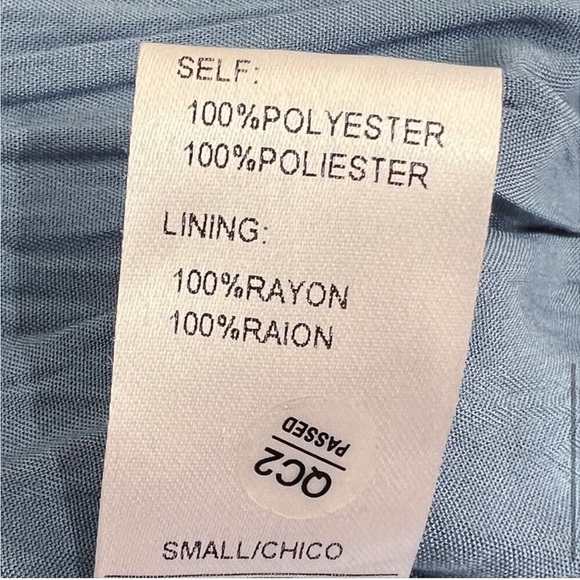 SELF:
100%POLYESTER
100%POLIESTER
LINING:
100%RAYON
100%RAION
QC2
PASSED
SMALL/CHICO